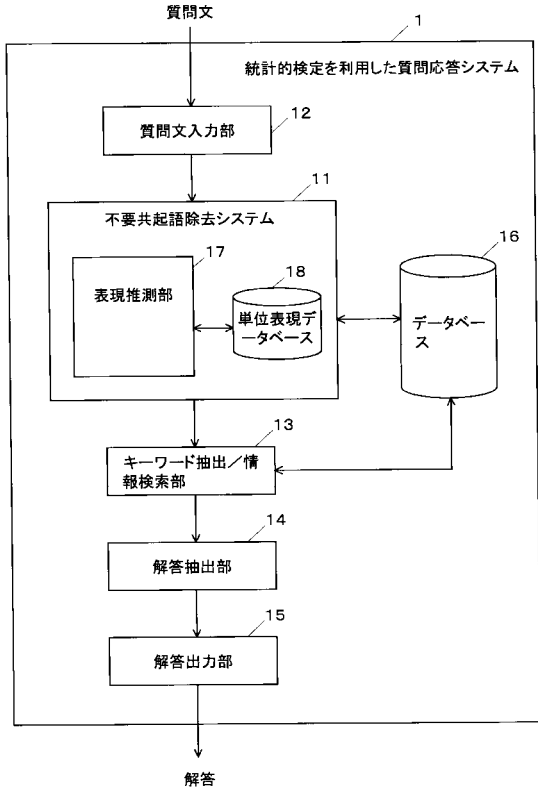 質問文
1
統計的検定を利用した質問応答システム
質問文入力部
12
11
不要共起語除去システム
17
表現推測部
18
単位表現デ
ータベース
16
データベー
ス
13
キーワード抽出/情
報検索部
14
解答抽出部
15
解答出力部
解答